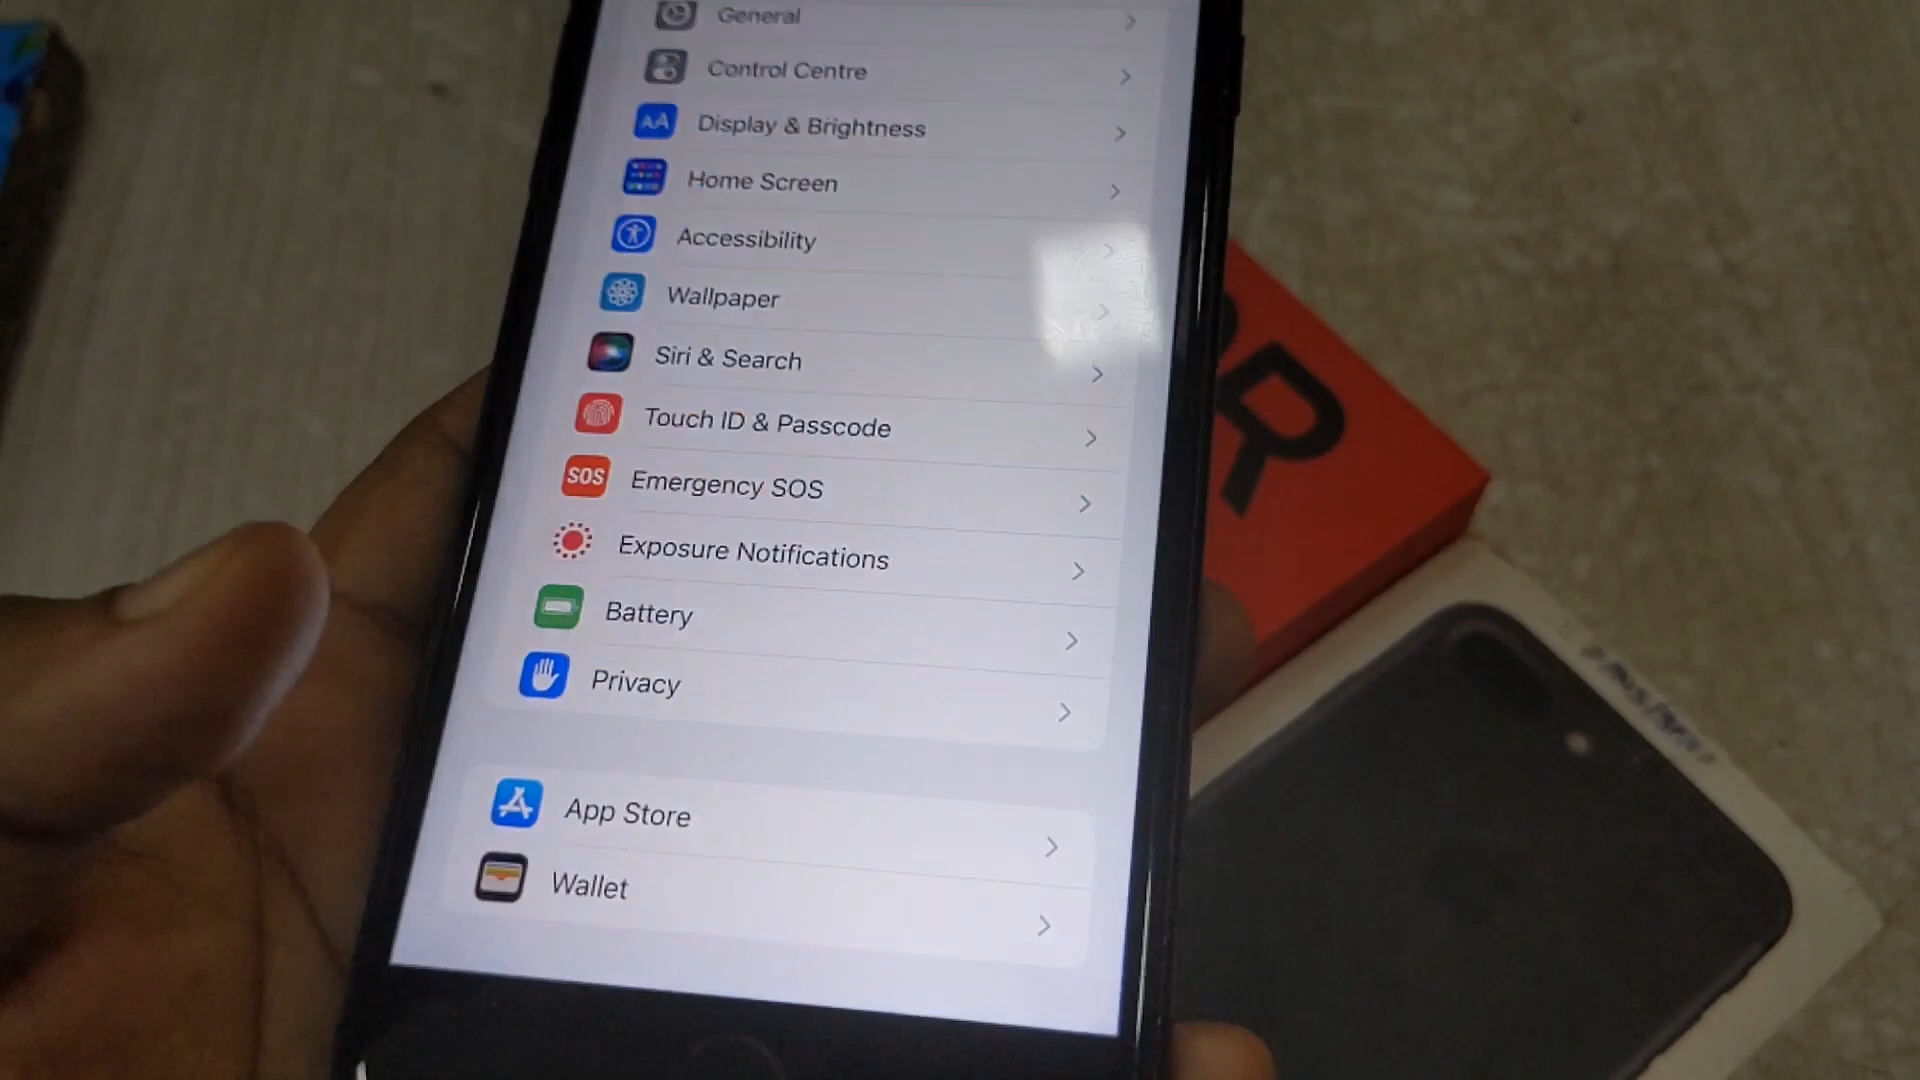 General
Control Centre
AA Display & Brightness
Home Screen
Accessibility
Wallpaper
Siri & Search
Touch ID & Passcode
SOS Emergency SOS
Exposure Notifications
Battery
Privacy
App Store
Wallet
R